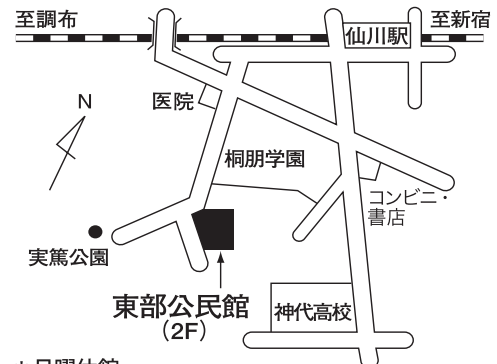 至調布
至新宿
仙川駅
N
医院
桐朋学園
コンビニ・
書店
実篤公園
東部公民館
(2F)
神代高校